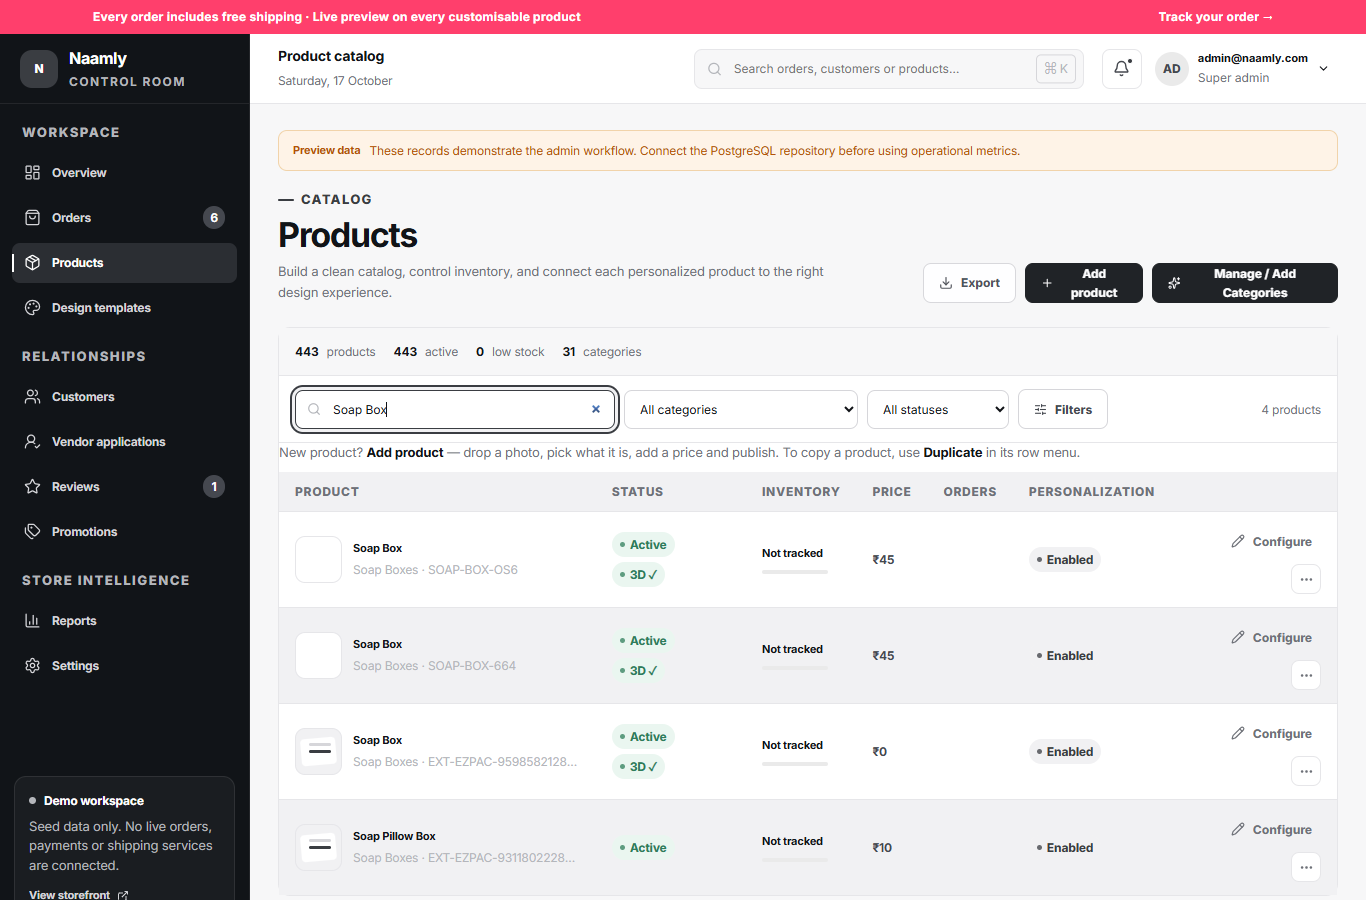 Every order includes free shipping · Live preview on every customisable product
Track your order →
N
Naamly
CONTROL ROOM
WORKSPACE
Overview
Orders
6
Products
Design templates
RELATIONSHIPS
Customers
Vendor applications
Reviews
1
Promotions
STORE INTELLIGENCE
Reports
Settings
Demo workspace
Seed data only. No live orders,
payments or shipping services
are connected.
View storefront
Product catalog
Saturday, 17 October
Search orders, customers or products...
⌘ K
AD
admin@naamly.com
Super admin
Preview data These records demonstrate the admin workflow. Connect the PostgreSQL repository before using operational metrics.
— CATALOG
Products
Build a clean catalog, control inventory, and connect each personalized product to the right
design experience.
Export
+ Add
product
Manage / Add
Categories
443 products 443 active 0 low stock 31 categories
Soap Box ×
All categories
All statuses
Filters
4 products
New product? Add product — drop a photo, pick what it is, add a price and publish. To copy a product, use Duplicate in its row menu.
PRODUCT STATUS INVENTORY PRICE ORDERS PERSONALIZATION
Soap Box
Soap Boxes · SOAP-BOX-OS6
Active
3D ✓
Not tracked
₹45
Enabled
Configure
...
Soap Box
Soap Boxes · SOAP-BOX-664
Active
3D ✓
Not tracked
₹45
Enabled
Configure
...
Soap Box
Soap Boxes · EXT-EZPAC-9598582128...
Active
3D ✓
Not tracked
₹0
Enabled
Configure
...
Soap Pillow Box
Soap Boxes · EXT-EZPAC-9311802228...
Active
Not tracked
₹10
Enabled
Configure
...